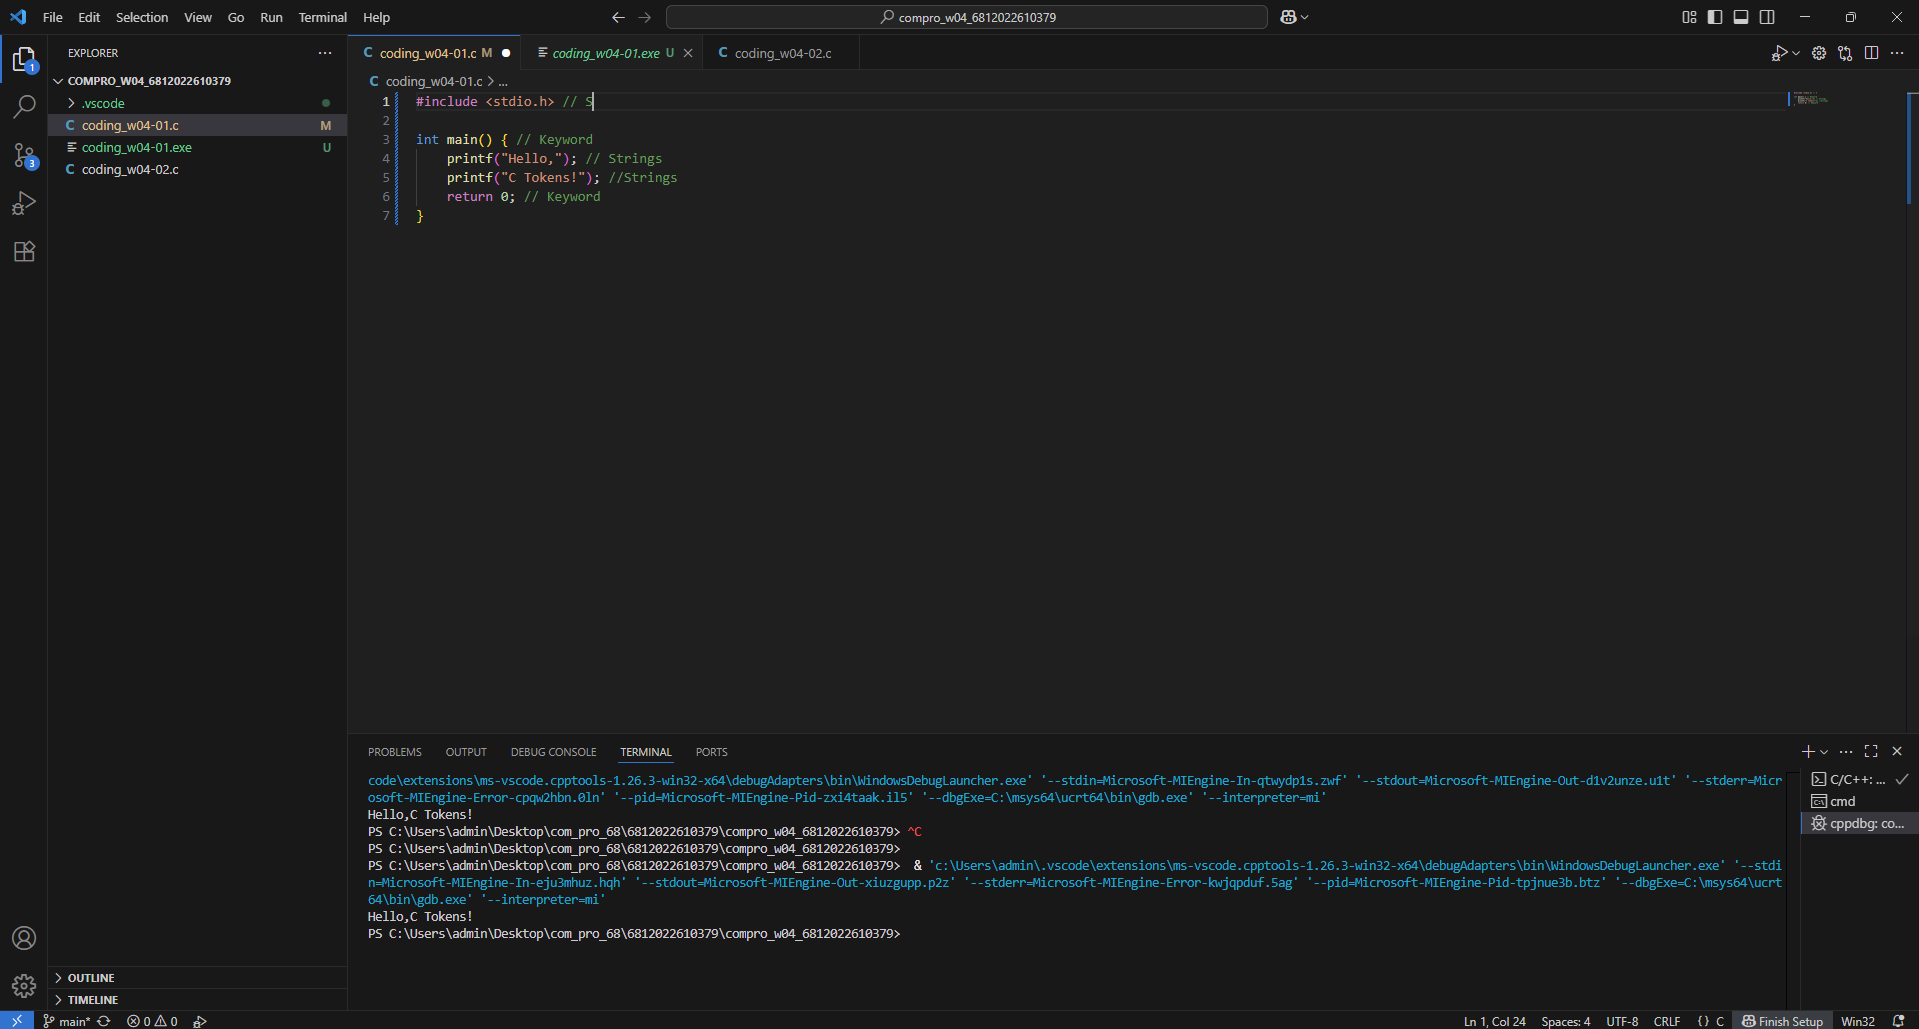 File Edit Selection View Go Run Terminal Help
compro_w04_6812022610379
EXPLORER
COMPRO_W04_6812022610379
.vscode
coding_w04-01.c M
coding_w04-01.exe U
coding_w04-02.c
OUTLINE
TIMELINE
coding_w04-01.c M
coding_w04-01.exe U
coding_w04-02.c
coding_w04-01.c > ...
1 #include <stdio.h> // S
2
3 int main() { // Keyword
4 printf("Hello,"); // Strings
5 printf("C Tokens!"); //Strings
6 return 0; // Keyword
7 }
PROBLEMS OUTPUT DEBUG CONSOLE TERMINAL PORTS
code\extensions\ms-vscode.cpptools-1.26.3-win32-x64\debugAdapters\bin\WindowsDebugLauncher.exe' '--stdin=Microsoft-MIEngine-In-qtwydp1s.zwf' '--stdout=Microsoft-MIEngine-Out-d1v2unze.u1t' '--stderr=Micr
osoft-MIEngine-Error-cpqw2hbn.0ln' '--pid=Microsoft-MIEngine-Pid-zxi4taak.il5' '--dbgExe=C:\msys64\ucrt64\bin\gdb.exe' '--interpreter=mi'
Hello,C Tokens!
PS C:\Users\admin\Desktop\com_pro_68\6812022610379\compro_w04_6812022610379> ^C
PS C:\Users\admin\Desktop\com_pro_68\6812022610379\compro_w04_6812022610379>
PS C:\Users\admin\Desktop\com_pro_68\6812022610379\compro_w04_6812022610379> & 'c:\Users\admin\.vscode\extensions\ms-vscode.cpptools-1.26.3-win32-x64\debugAdapters\bin\WindowsDebugLauncher.exe' '--stdi
n=Microsoft-MIEngine-In-eju3mhuz.hqh' '--stdout=Microsoft-MIEngine-Out-xiuzgupp.p2z' '--stderr=Microsoft-MIEngine-Error-kwjqpduf.5ag' '--pid=Microsoft-MIEngine-Pid-tpjnue3b.btz' '--dbgExe=C:\msys64\ucrt
64\bin\gdb.exe' '--interpreter=mi'
Hello,C Tokens!
PS C:\Users\admin\Desktop\com_pro_68\6812022610379\compro_w04_6812022610379>
C/C++: ...
cmd
cppdbg: co...
1
3
main* 0 0
Ln 1, Col 24 Spaces: 4 UTF-8 CRLF {} C Finish Setup Win32